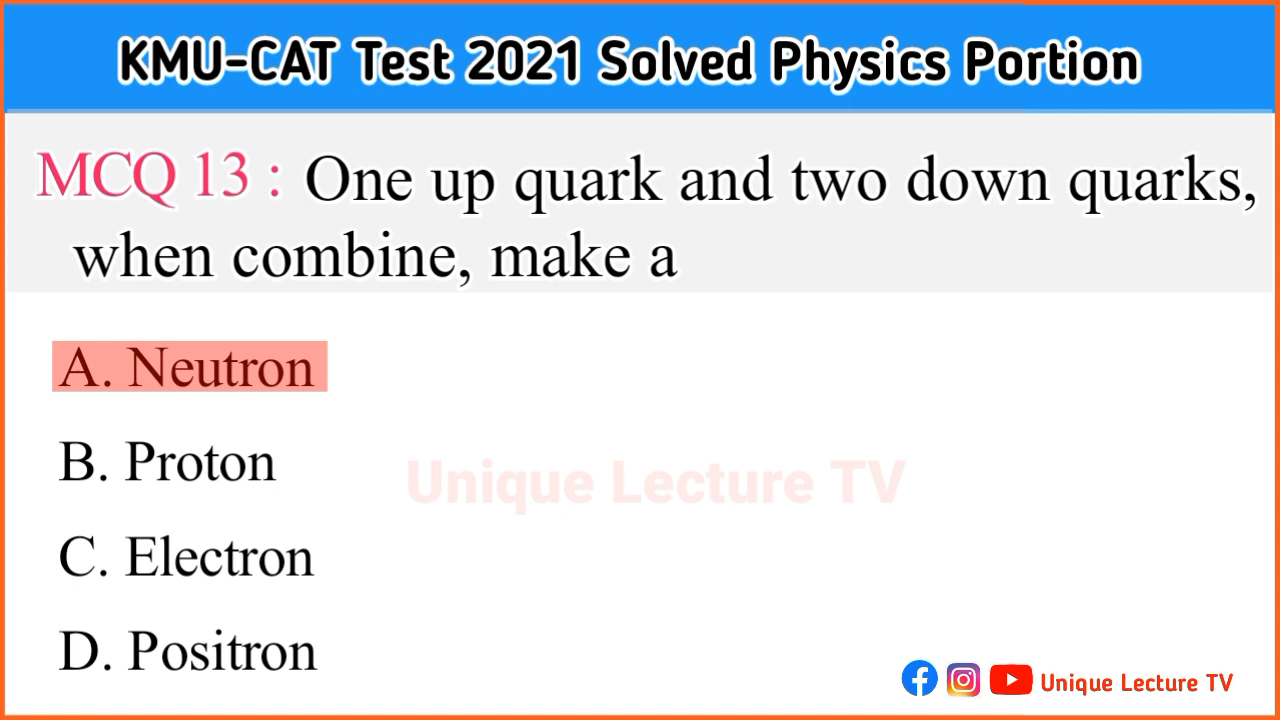 KMU-CAT Test 2021 Solved Physics Portion
MCQ 13 : One up quark and two down quarks,
when combine, make a
A. Neutron
B. Proton
Unique Lecture TV
C. Electron
D. Positron
Unique Lecture TV